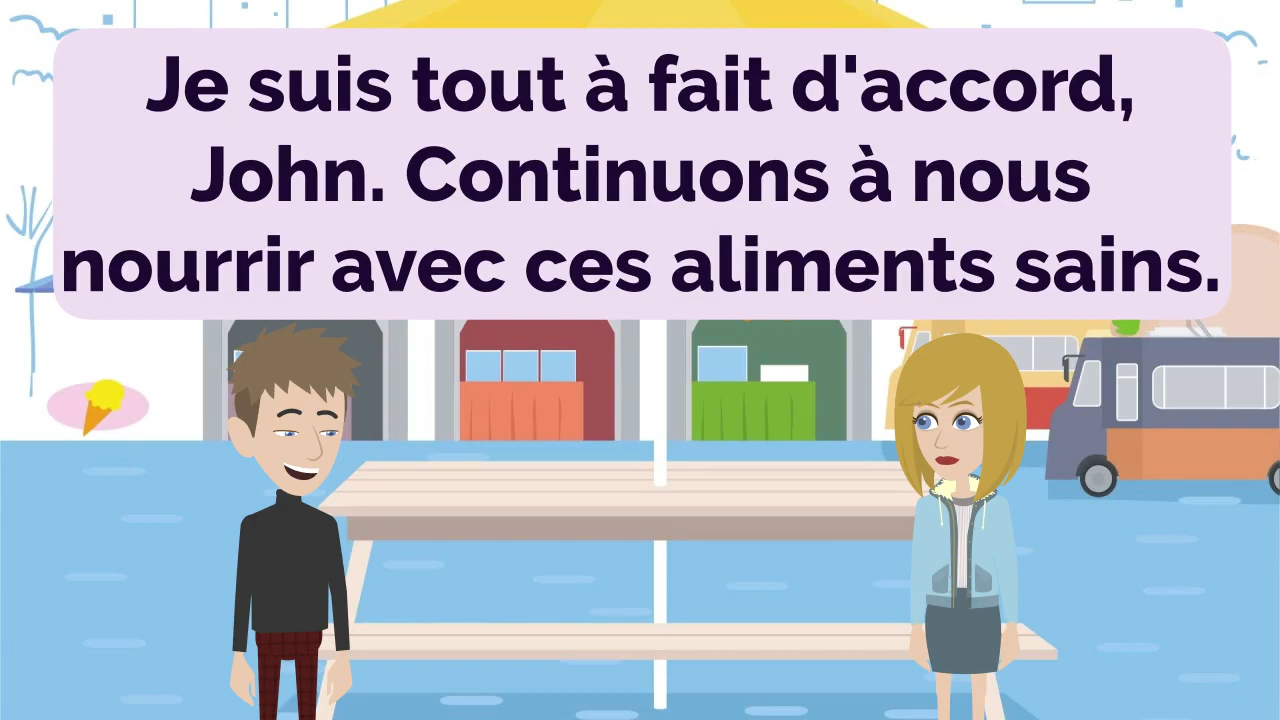 Je suis tout à fait d'accord,
John. Continuons à nous
nourrir avec ces aliments sains.